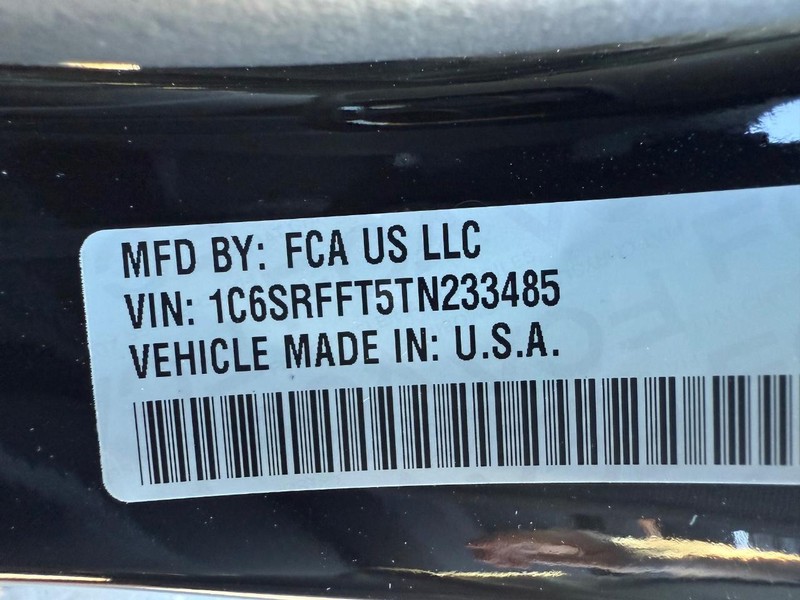 MFD BY: FCA US LLC
VIN: 1C6SRFFT5TN233485
VEHICLE MADE IN: U.S.A.